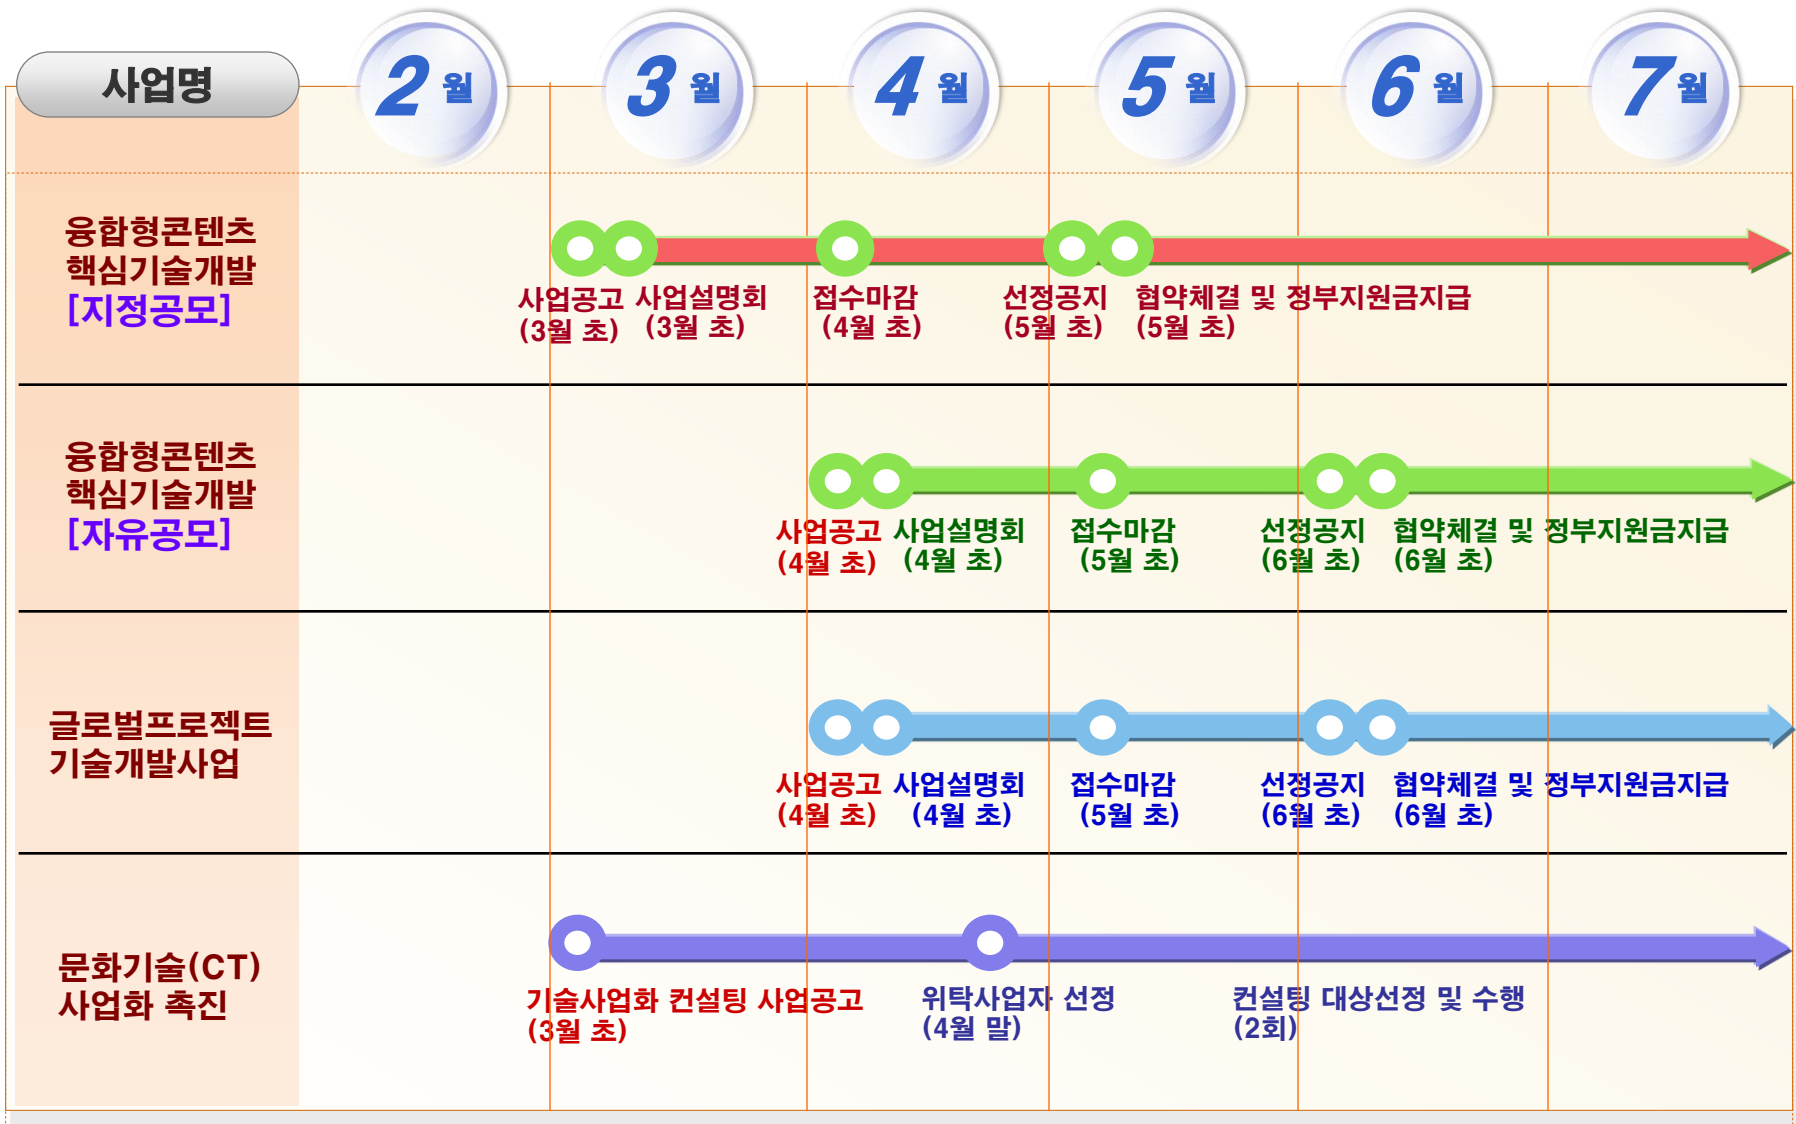 사업명
2 월
3 월
4 월
5 월
6 월
7 월
융합형콘텐츠
핵심기술개발
[지정공모]
사업공고
(3월 초)
사업설명회
(3월 초)
접수마감
(4월 초)
선정공지
(5월 초)
협약체결 및 정부지원금지급
(5월 초)
융합형콘텐츠
핵심기술개발
[자유공모]
사업공고
(4월 초)
사업설명회
(4월 초)
접수마감
(5월 초)
선정공지
(6월 초)
협약체결 및 정부지원금지급
(6월 초)
글로벌프로젝트
기술개발사업
사업공고
(4월 초)
사업설명회
(4월 초)
접수마감
(5월 초)
선정공지
(6월 초)
협약체결 및 정부지원금지급
(6월 초)
문화기술(CT)
사업화 촉진
기술사업화 컨설팅 사업공고
(3월 초)
위탁사업자 선정
(4월 말)
컨설팅 대상선정 및 수행
(2회)